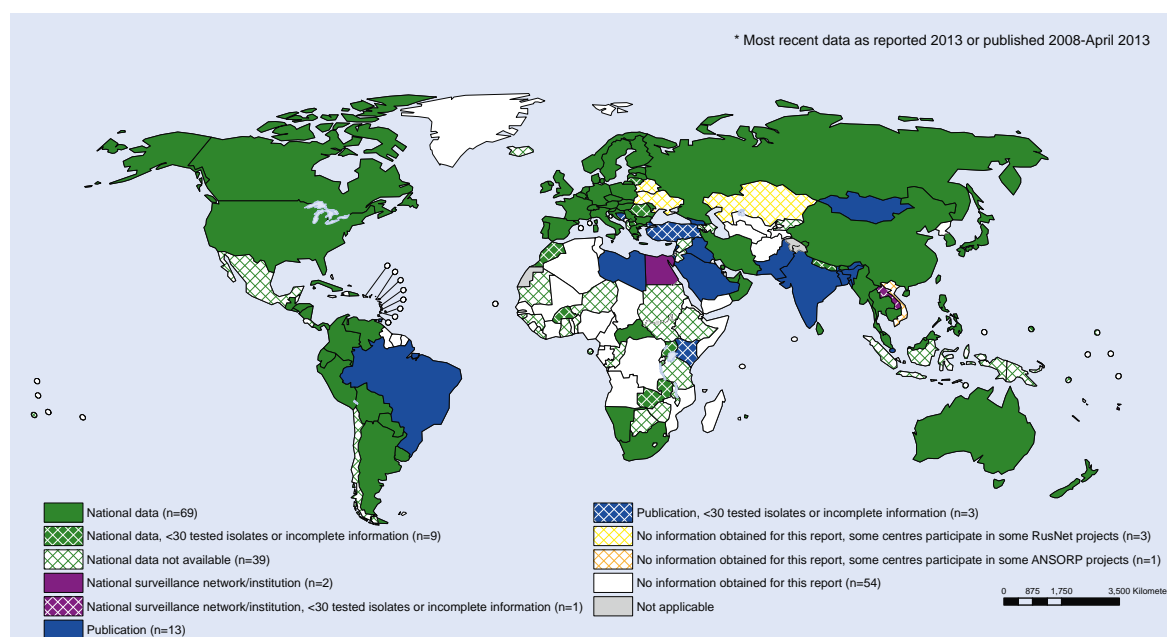 * Most recent data as reported 2013 or published 2008-April 2013
National data (n=69)
National data, <30 tested isolates or incomplete information (n=9)
National data not available (n=39)
National surveillance network/institution (n=2)
National surveillance network/institution, <30 tested isolates or incomplete information (n=1)
Publication (n=13)
Publication, <30 tested isolates or incomplete information (n=3)
No information obtained for this report, some centres participate in some RusNet projects (n=3)
No information obtained for this report, some centres participate in some ANSORP projects (n=1)
No information obtained for this report (n=54)
Not applicable
0 875 1,750 3,500 Kilome